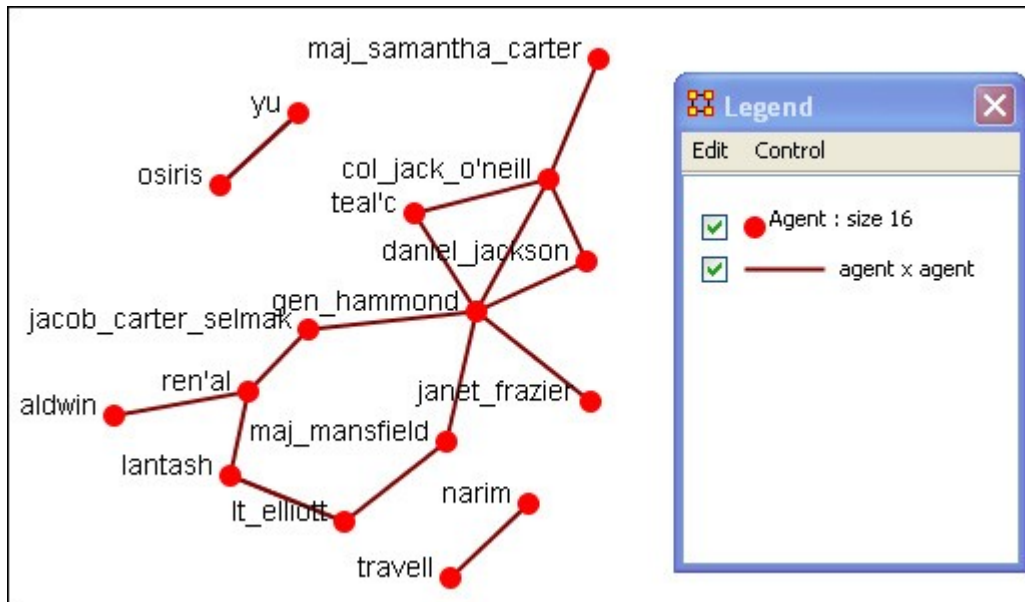 maj_samantha_carter
yu
osiris
col_jack_o'neill
teal'c
daniel_jackson
gen_hammond
jacob_carter_selmak
ren'al
aldwin
janet_frazier
maj_mansfield
lantash
lt_elliott
narim
travell
Legend
Edit Control
Agent : size 16
agent x agent